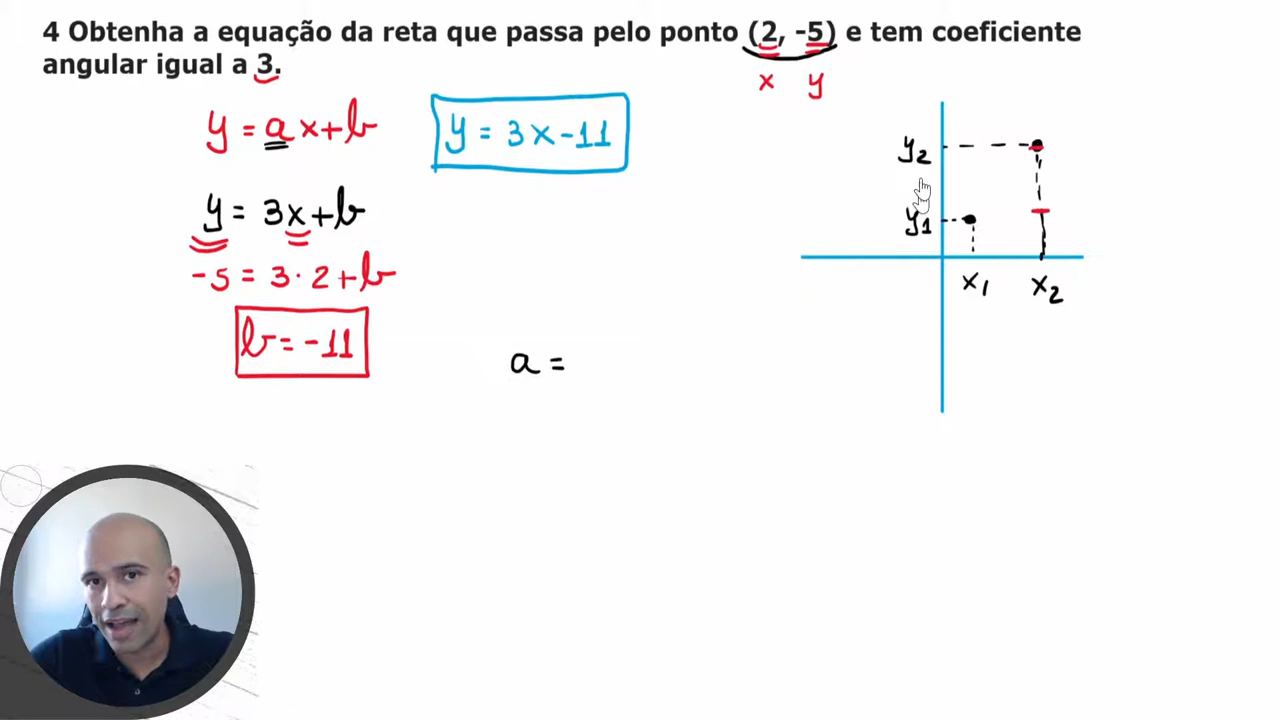 4 Obtenha a equação da reta que passa pelo ponto (2, -5) e tem coeficiente
angular igual a 3.
x y
y = ax+b
y = 3x-11
y = 3x+b
-5 = 3·2+b
b = -11
a =
y2
y1
x1 x2